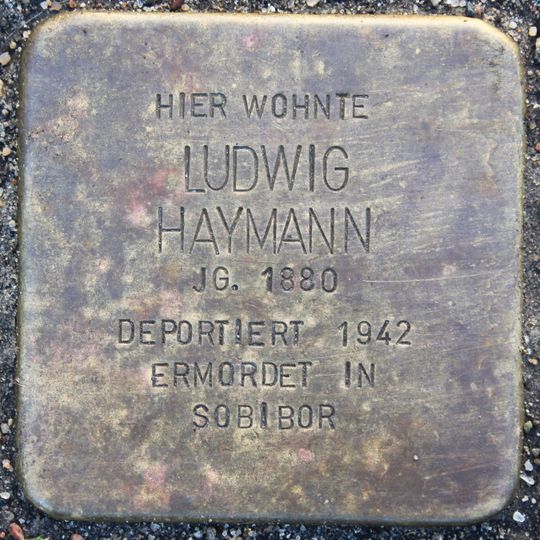 HIER WOHNTE
LUDWIG
HAYMANN
JG. 1880
DEPORTIERT 1942
ERMORDET IN
SOBIBOR